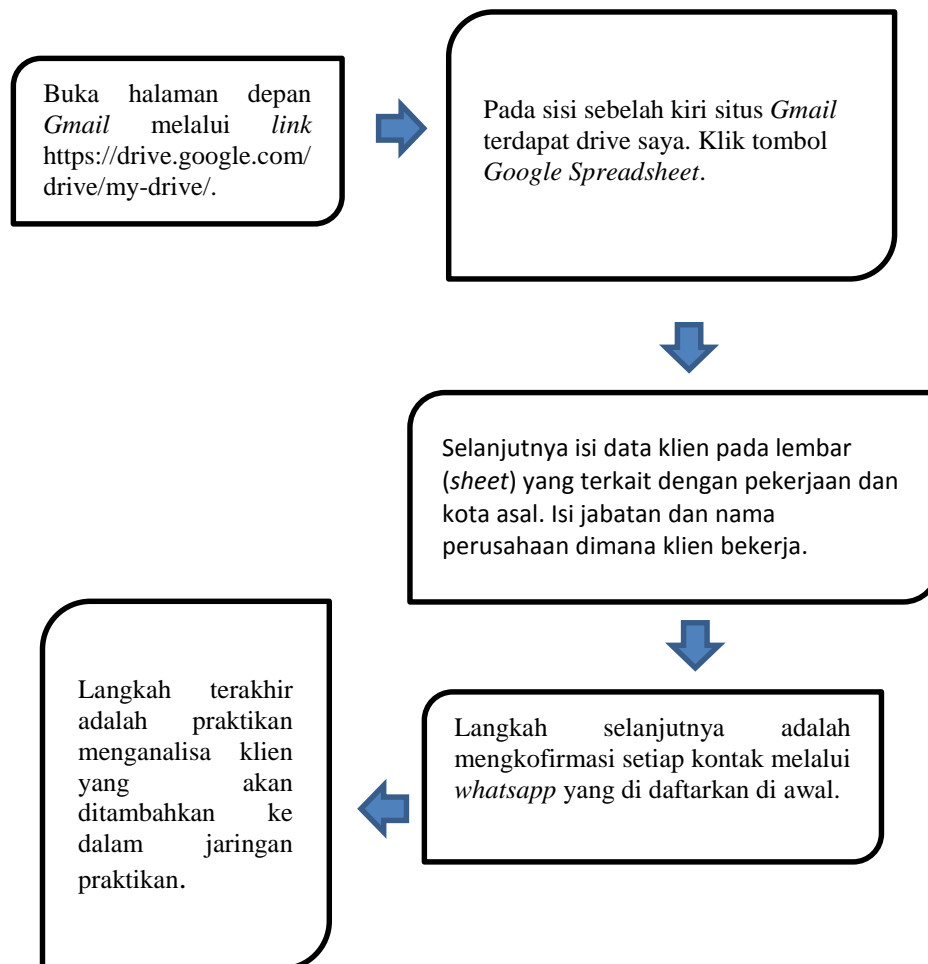 Buka halaman depan
Gmail melalui link
https://drive.google.com/
drive/my-drive/.
Pada sisi sebelah kiri situs Gmail
terdapat drive saya. Klik tombol
Google Spreadsheet.
Selanjutnya isi data klien pada lembar
(sheet) yang terkait dengan pekerjaan dan
kota asal. Isi jabatan dan nama
perusahaan dimana klien bekerja.
Langkah selanjutnya adalah
mengkofirmasi setiap kontak melalui
whatsapp yang di daftarkan di awal.
Langkah terakhir
adalah praktikan
menganalisa klien
yang akan
ditambahkan ke
dalam jaringan
praktikan.